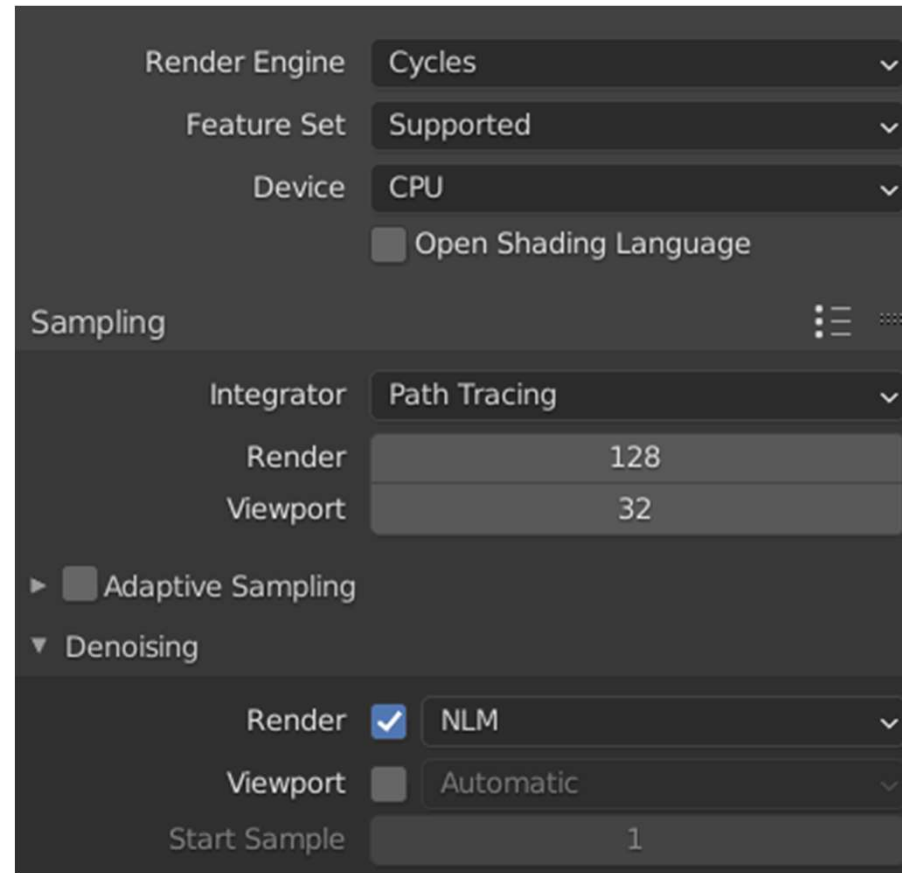 Render Engine Cycles
Feature Set Supported
Device CPU
Open Shading Language
Sampling
Integrator Path Tracing
Render 128
Viewport 32
Adaptive Sampling
Denoising
Render NLM
Viewport Automatic
Start Sample 1